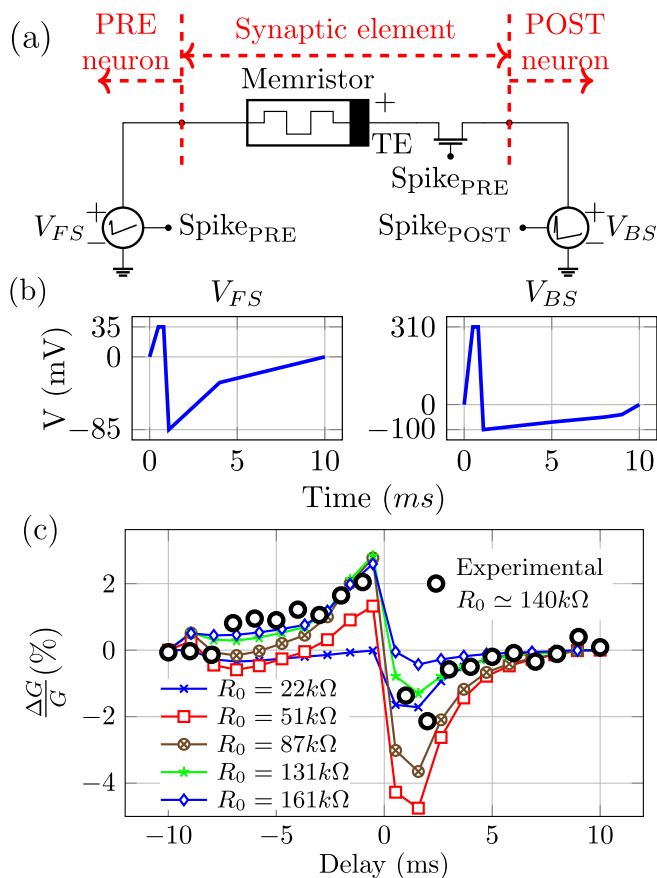 (a)
PRE
neuron
Synaptic element
POST
neuron
Memristor
+
TE
Spike_PRE
V_FS
+
−
Spike_PRE
Spike_POST
+
−
V_BS
(b)
V_FS
V_BS
V (mV)
35
0
−85
310
0
−100
0 5 10
0 5 10
Time (ms)
(c)
ΔG/G (%)
2
0
−2
−4
Experimental
R_0 ≃ 140kΩ
R_0 = 22kΩ
R_0 = 51kΩ
R_0 = 87kΩ
R_0 = 131kΩ
R_0 = 161kΩ
−10 −5 0 5 10
Delay (ms)